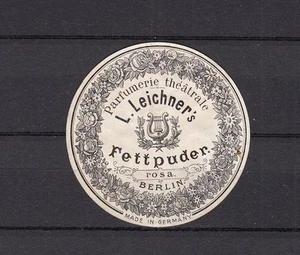 Parfumerie théâtrale
L. Leichner's
Fettpuder.
rosa.
BERLIN.
MADE IN GERMANY